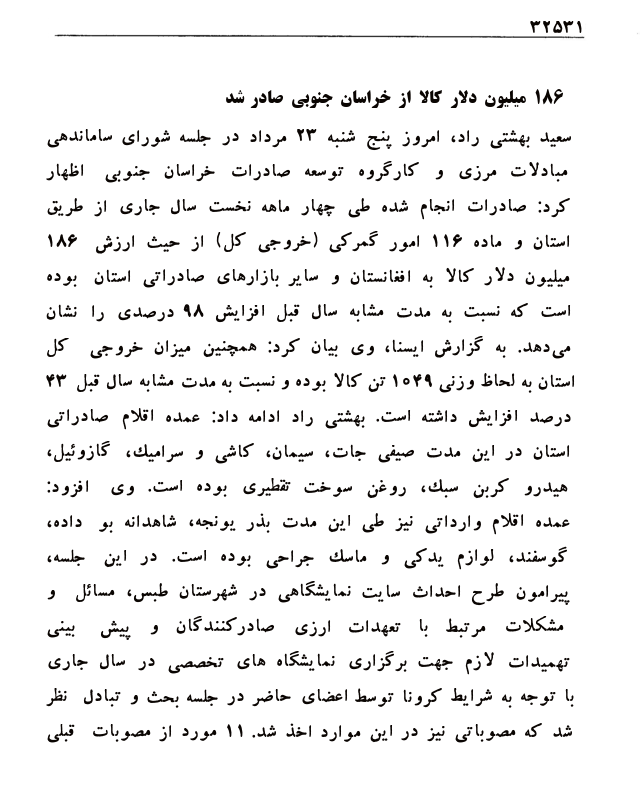 ۳۲۵۳۱
۱۸۶ میلیون دلار کالا از خراسان جنوبی صادر شد
سعید بهشتی راد، امروز پنج شنبه ۲۳ مرداد در جلسه شورای ساماندهی
مبادلات مرزی و کارگروه توسعه صادرات خراسان جنوبی اظهار
کرد: صادرات انجام شده طی چهار ماهه نخست سال جاری از طریق
استان و ماده ۱۱۶ امور گمرکی (خروجی کل) از حیث ارزش ۱۸۶
میلیون دلار کالا به افغانستان و سایر بازارهای صادراتی استان بوده
است که نسبت به مدت مشابه سال قبل افزایش ۹۸ درصدی را نشان
می‌دهد. به گزارش ایسنا، وی بیان کرد: همچنین میزان خروجی کل
استان به لحاظ وزنی ۱۰۴۹ تن کالا بوده و نسبت به مدت مشابه سال قبل ۴۳
درصد افزایش داشته است. بهشتی راد ادامه داد: عمده اقلام صادراتی
استان در این مدت صیفی جات، سیمان، کاشی و سرامیك، گازوئیل،
هیدرو کربن سبك، روغن سوخت تقطیری بوده است. وی افزود:
عمده اقلام وارداتی نیز طی این مدت بذر یونجه، شاهدانه بو داده،
گوسفند، لوازم یدکی و ماسك جراحی بوده است. در این جلسه،
پیرامون طرح احداث سایت نمایشگاهی در شهرستان طبس، مسائل و
مشکلات مرتبط با تعهدات ارزی صادرکنندگان و پیش بینی
تهمیدات لازم جهت برگزاری نمایشگاه های تخصصی در سال جاری
با توجه به شرایط کرونا توسط اعضای حاضر در جلسه بحث و تبادل نظر
شد که مصوباتی نیز در این موارد اخذ شد. ۱۱ مورد از مصوبات قبلی